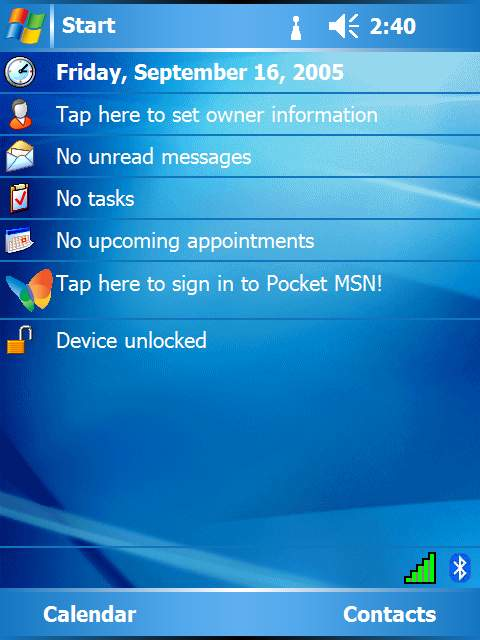 Start 2:40
Friday, September 16, 2005
Tap here to set owner information
No unread messages
No tasks
No upcoming appointments
Tap here to sign in to Pocket MSN!
Device unlocked
Calendar Contacts